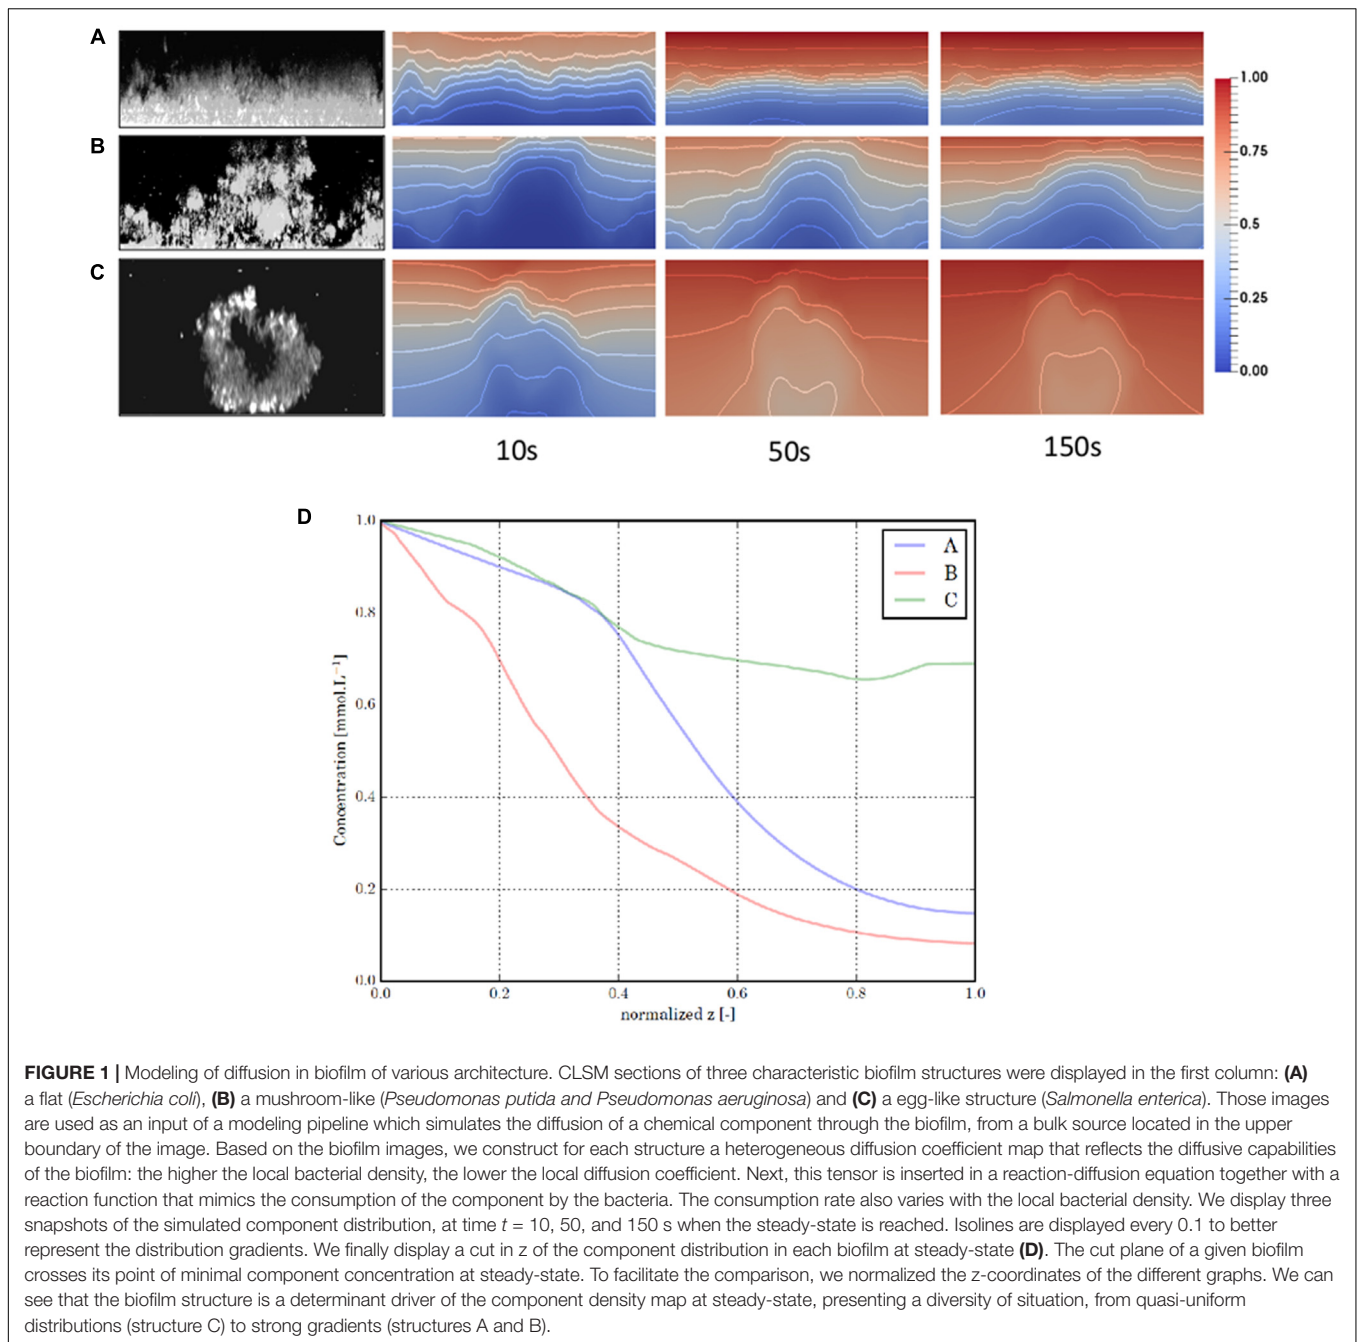 A
B
C
1.00
0.75
0.5
0.25
0.00
10s
50s
150s
D
1.0
0.8
0.6
0.4
0.2
0.0
Concentration [mmol.L⁻¹]
A
B
C
0.0
0.2
0.4
0.6
0.8
1.0
normalized z [-]
FIGURE 1 | Modeling of diffusion in biofilm of various architecture. CLSM sections of three characteristic biofilm structures were displayed in the first column: (A)
a flat (Escherichia coli), (B) a mushroom-like (Pseudomonas putida and Pseudomonas aeruginosa) and (C) a egg-like structure (Salmonella enterica). Those images
are used as an input of a modeling pipeline which simulates the diffusion of a chemical component through the biofilm, from a bulk source located in the upper
boundary of the image. Based on the biofilm images, we construct for each structure a heterogeneous diffusion coefficient map that reflects the diffusive capabilities
of the biofilm: the higher the local bacterial density, the lower the local diffusion coefficient. Next, this tensor is inserted in a reaction-diffusion equation together with a
reaction function that mimics the consumption of the component by the bacteria. The consumption rate also varies with the local bacterial density. We display three
snapshots of the simulated component distribution, at time t = 10, 50, and 150 s when the steady-state is reached. Isolines are displayed every 0.1 to better
represent the distribution gradients. We finally display a cut in z of the component distribution in each biofilm at steady-state (D). The cut plane of a given biofilm
crosses its point of minimal component concentration at steady-state. To facilitate the comparison, we normalized the z-coordinates of the different graphs. We can
see that the biofilm structure is a determinant driver of the component density map at steady-state, presenting a diversity of situation, from quasi-uniform
distributions (structure C) to strong gradients (structures A and B).